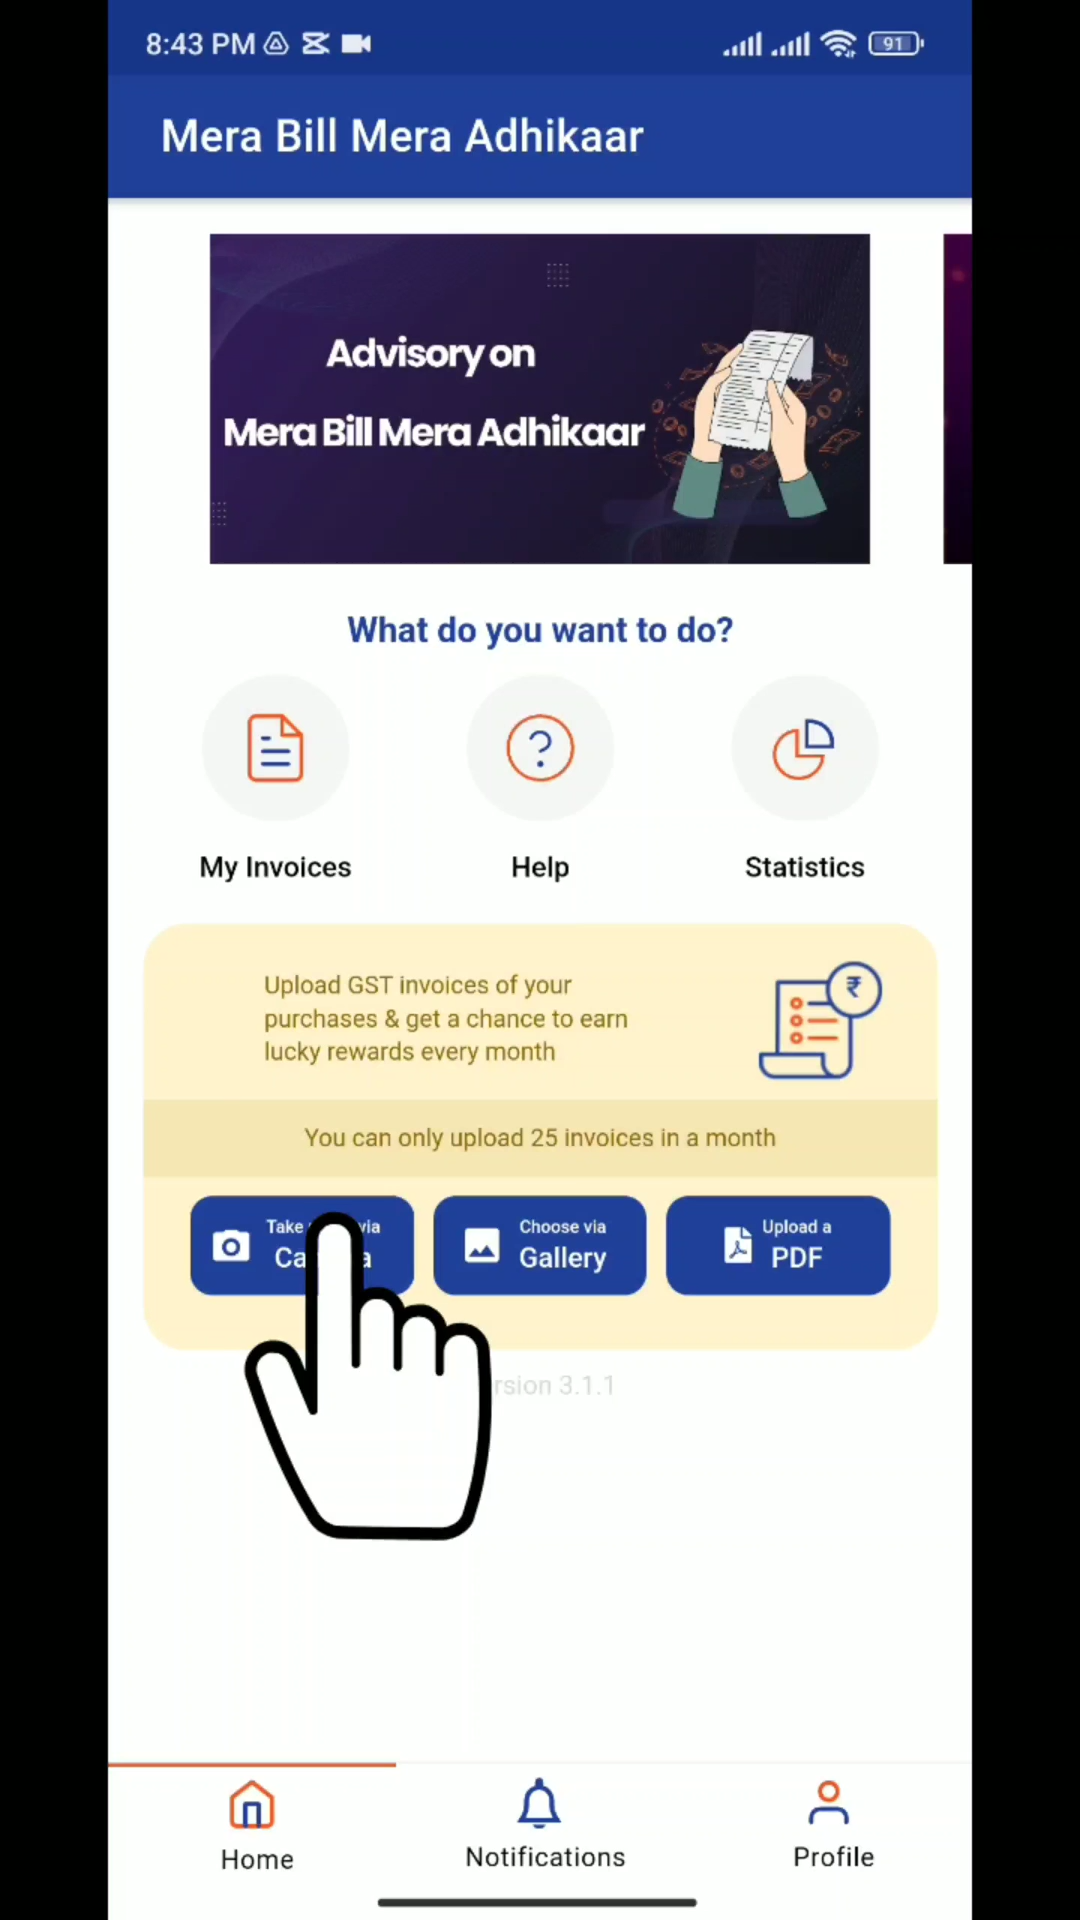 8:43 PM
91
Mera Bill Mera Adhikaar
Advisory on
Mera Bill Mera Adhikaar
What do you want to do?
My Invoices
Help
Statistics
Upload GST invoices of your
purchases & get a chance to earn
lucky rewards every month
₹
You can only upload 25 invoices in a month
Take via
Choose via
Gallery
Upload a
PDF
3.1.1
Home
Notifications
Profile